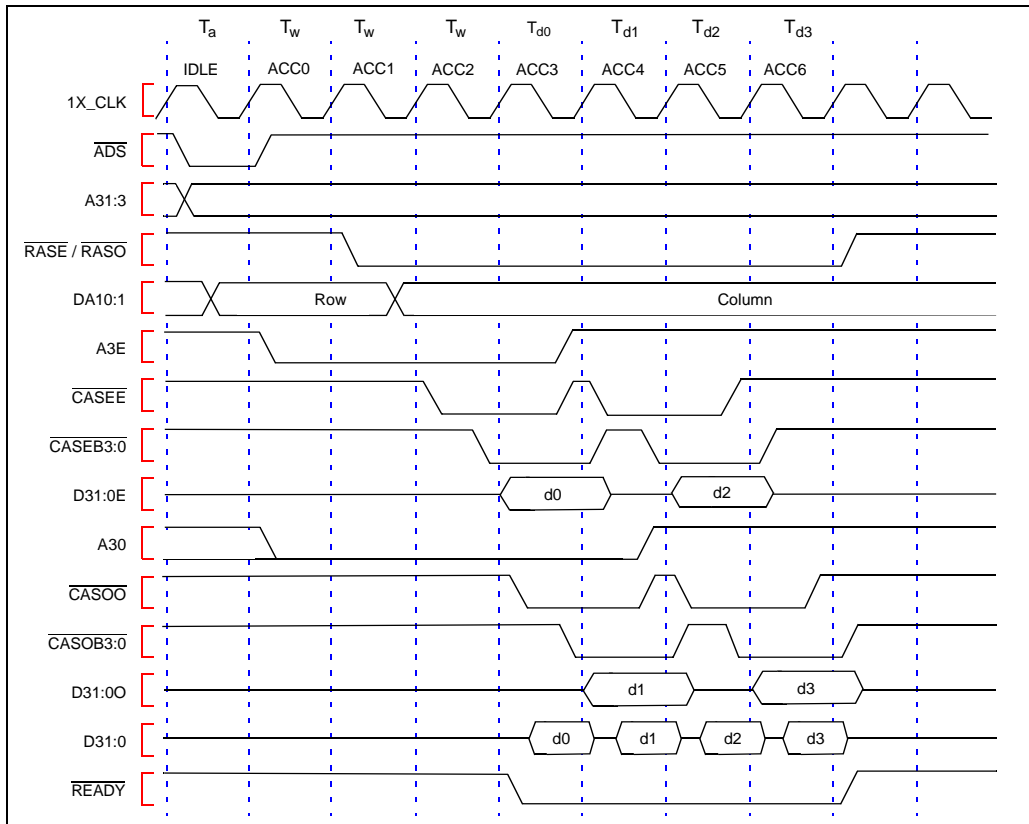 Ta Tw Tw Tw Td0 Td1 Td2 Td3
IDLE ACC0 ACC1 ACC2 ACC3 ACC4 ACC5 ACC6
1X_CLK
ADS
A31:3
RASE / RASO
DA10:1 Row Column
A3E
CASEE
CASEB3:0
D31:0E d0 d2
A30
CASOO
CASOB3:0
D31:0O d1 d3
D31:0 d0 d1 d2 d3
READY